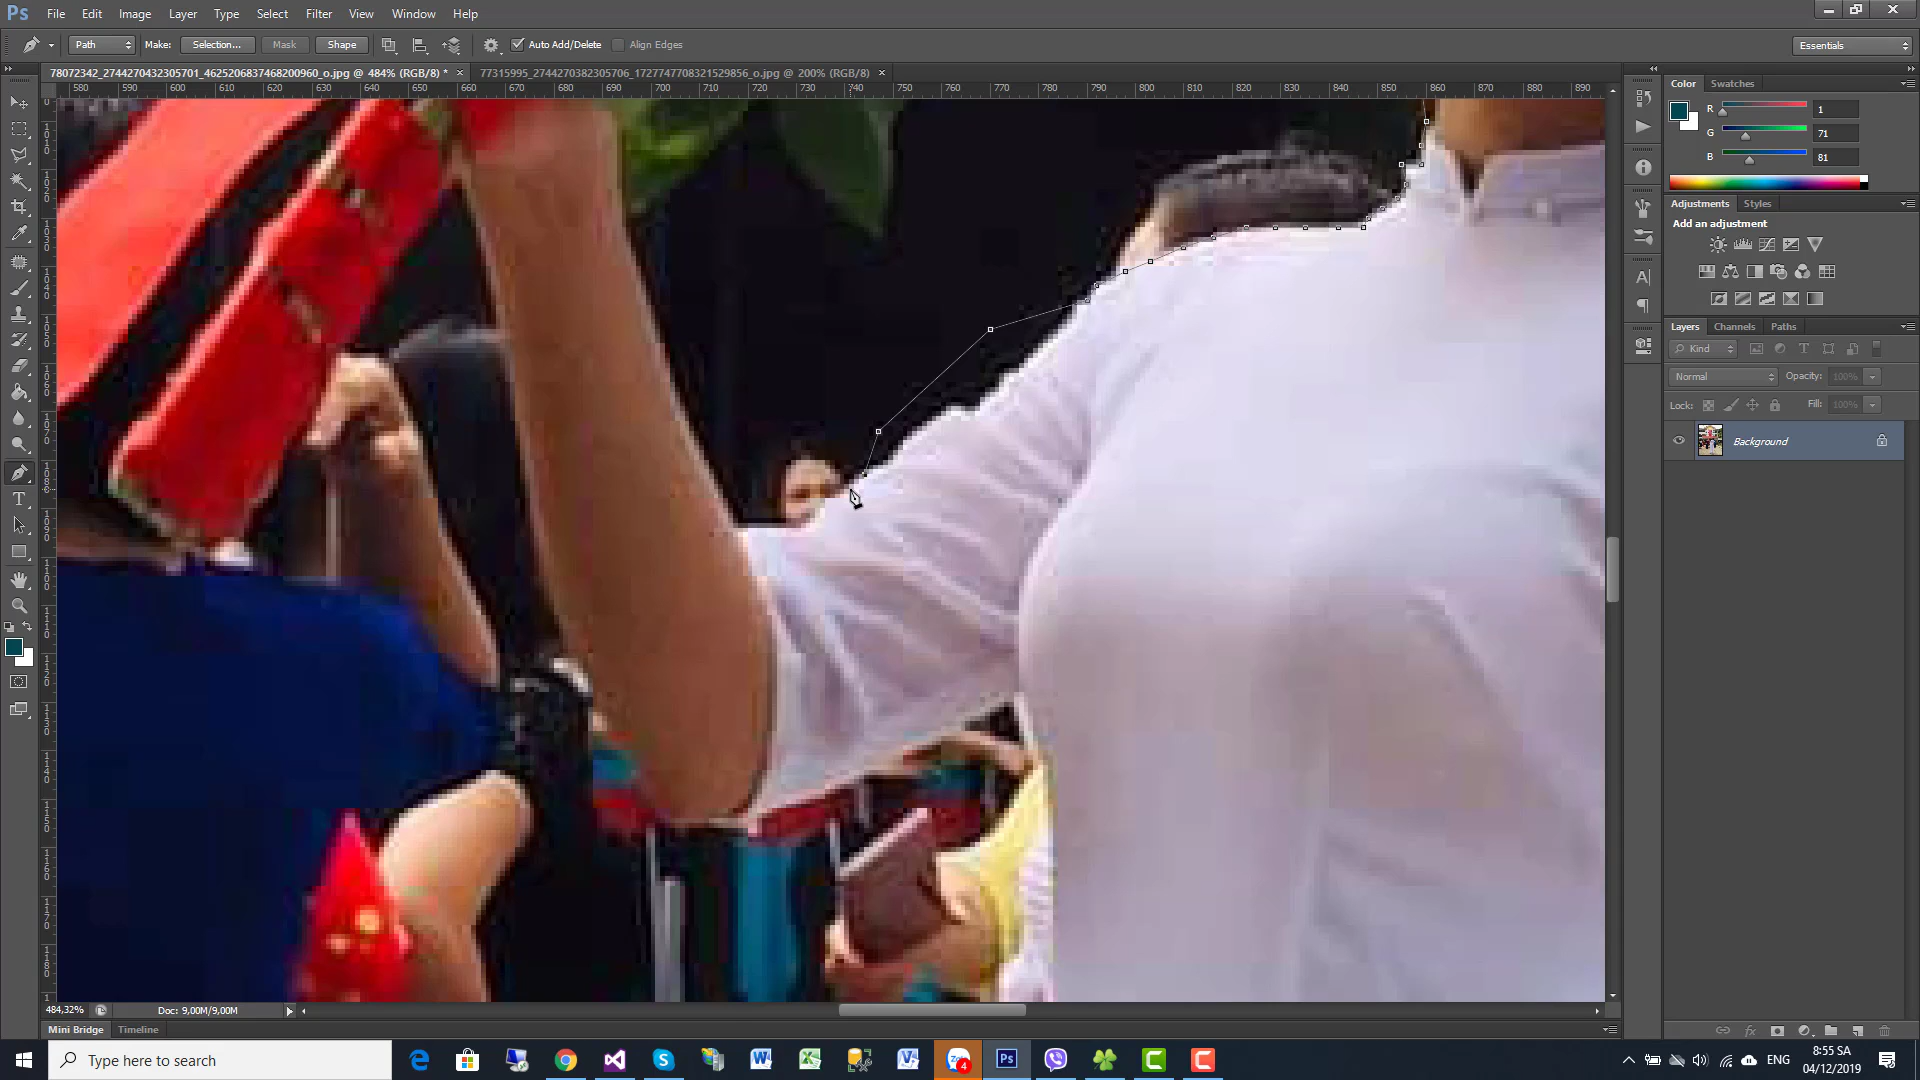 Ps File Edit Image Layer Type Select Filter View Window Help
Path Make: Selection... Mask Shape Auto Add/Delete Align Edges Essentials
78072342_2744270432305701_4625206837468200960_o.jpg @ 484% (RGB/8) * × 77315995_2744270382305706_1727747708321529856_o.jpg @ 200% (RGB/8) ×
580 590 600 610 620 630 640 650 660 670 680 690 700 710 720 730 740 750 760 770 780 790 800 810 820 830 840 850 860 870 880 890
Color Swatches
R 1
G 71
B 81
Adjustments Styles
Add an adjustment
Layers Channels Paths
Kind
Normal Opacity: 100%
Lock: Fill: 100%
Background
484,32% Doc: 9,00M/9,00M
Mini Bridge Timeline
Type here to search
4
ENG
8:55 SA
04/12/2019